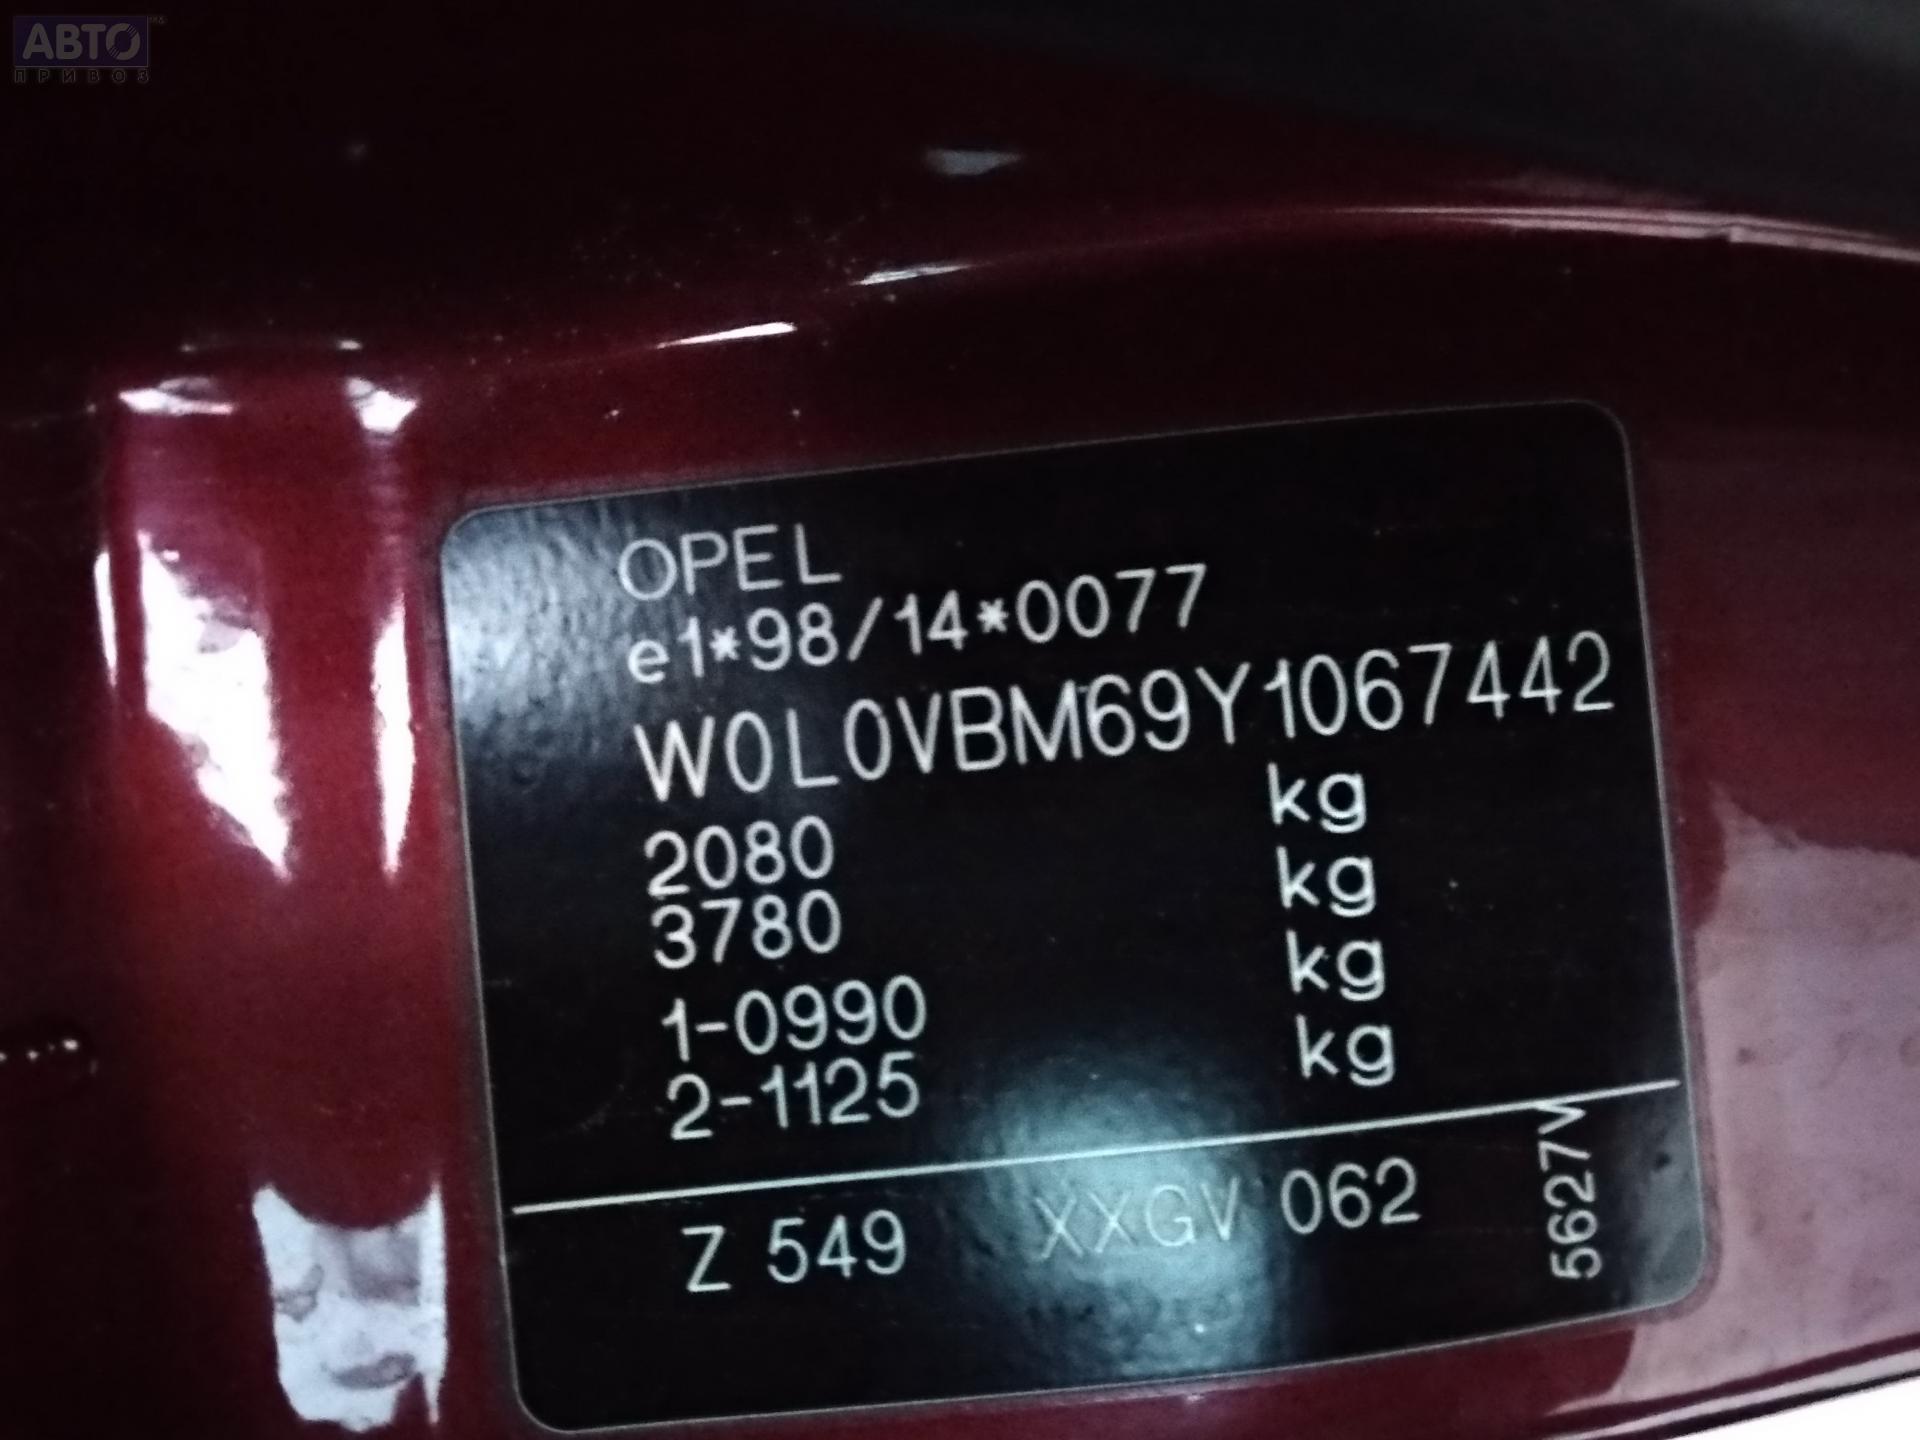 АВТО
ПРИВОЗ
OPEL
e1*98/14*0077
W0L0VBM69Y1067442
2080 kg
3780 kg
1-0990 kg
2-1125 kg
Z 549 XXGV 062
5627V